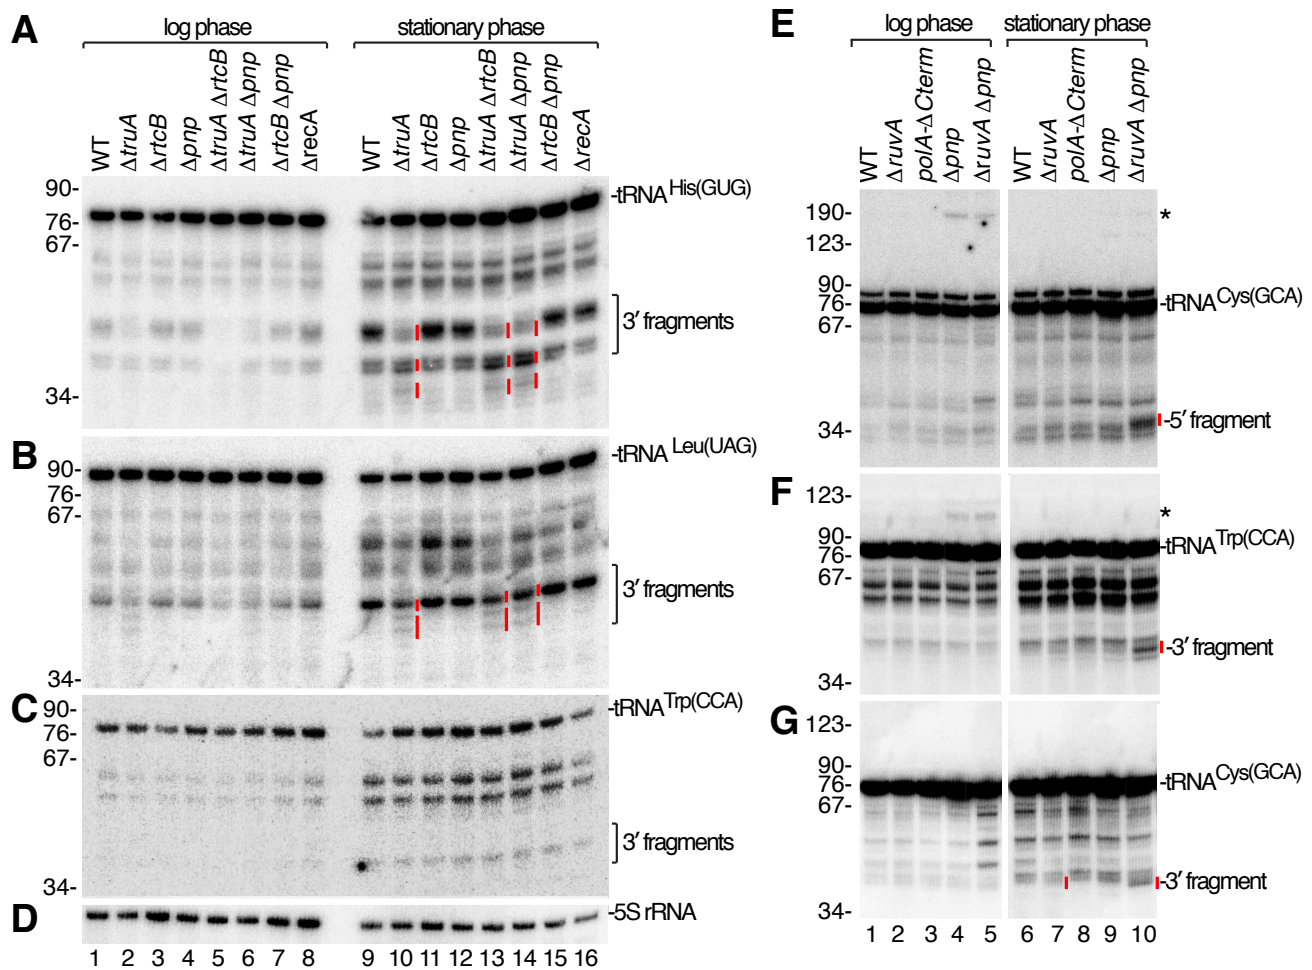 A
log phase
stationary phase
WT
ΔtruA
ΔrtcB
Δpnp
ΔtruA ΔrtcB
ΔtruA Δpnp
ΔrtcB Δpnp
ΔrecA
WT
ΔtruA
ΔrtcB
Δpnp
ΔtruA ΔrtcB
ΔtruA Δpnp
ΔrtcB Δpnp
ΔrecA
90-
76-
67-
34-
-tRNAHis(GUG)
3′ fragments
B
90-
76-
67-
34-
-tRNA Leu(UAG)
3′ fragments
C
90-
76-
67-
34-
-tRNATrp(CCA)
3′ fragments
D
-5S rRNA
1 2 3 4 5 6 7 8 9 10 11 12 13 14 15 16
E
log phase
stationary phase
WT
ΔruvA
polA-ΔCterm
Δpnp
ΔruvA Δpnp
WT
ΔruvA
polA-ΔCterm
Δpnp
ΔruvA Δpnp
190-
123-
90-
76-
67-
34-
*
-tRNACys(GCA)
-5′ fragment
F
123-
90-
76-
67-
34-
*
-tRNATrp(CCA)
-3′ fragment
G
123-
90-
76-
67-
34-
-tRNACys(GCA)
-3′ fragment
1 2 3 4 5 6 7 8 9 10